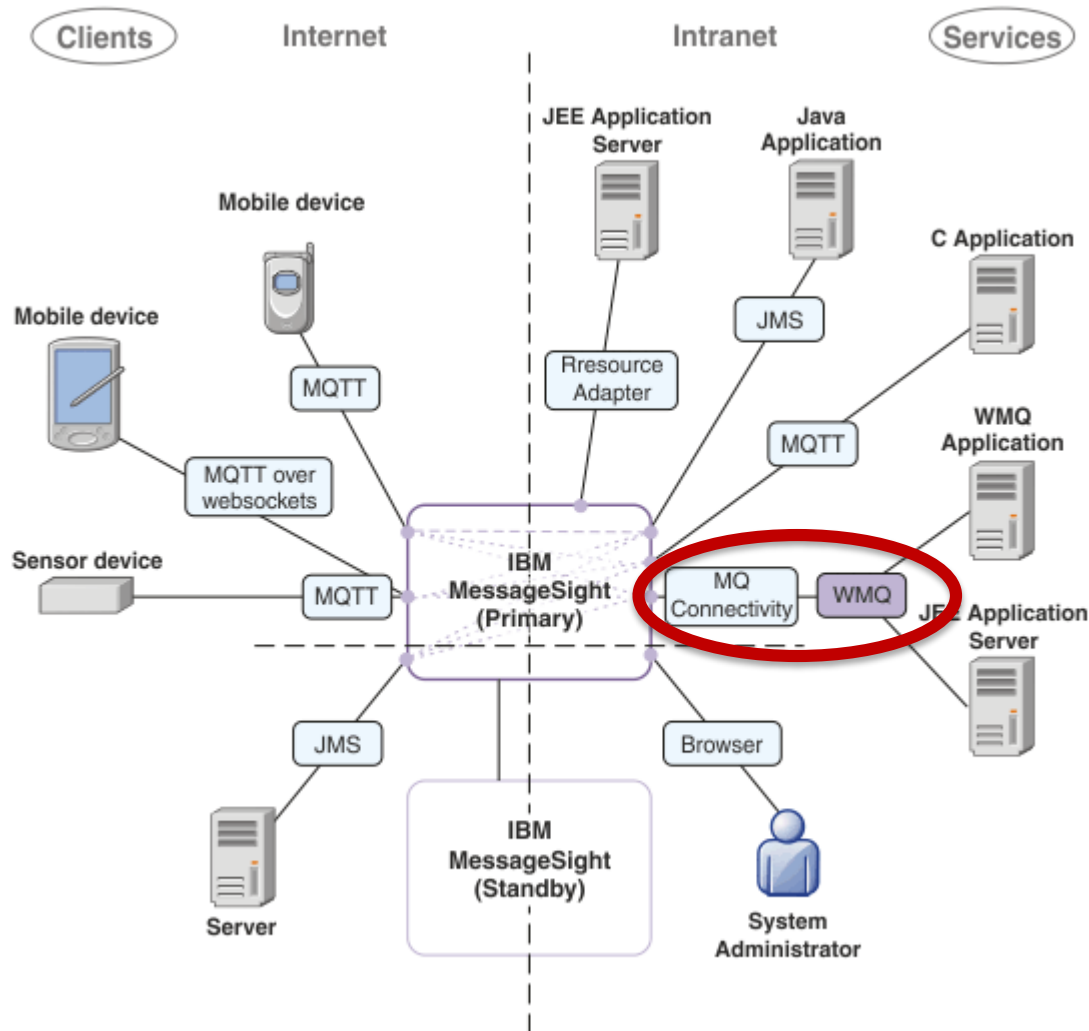 Clients
Internet
Intranet
Services
JEE Application
Server
Java
Application
Mobile device
C Application
Mobile device
JMS
Rresource
Adapter
MQTT
WMQ
Application
MQTT
MQTT over
websockets
Sensor device
MQTT
IBM
MessageSight
(Primary)
MQ
Connectivity
WMQ
JEE Application
Server
JMS
Browser
Server
IBM
MessageSight
(Standby)
System
Administrator